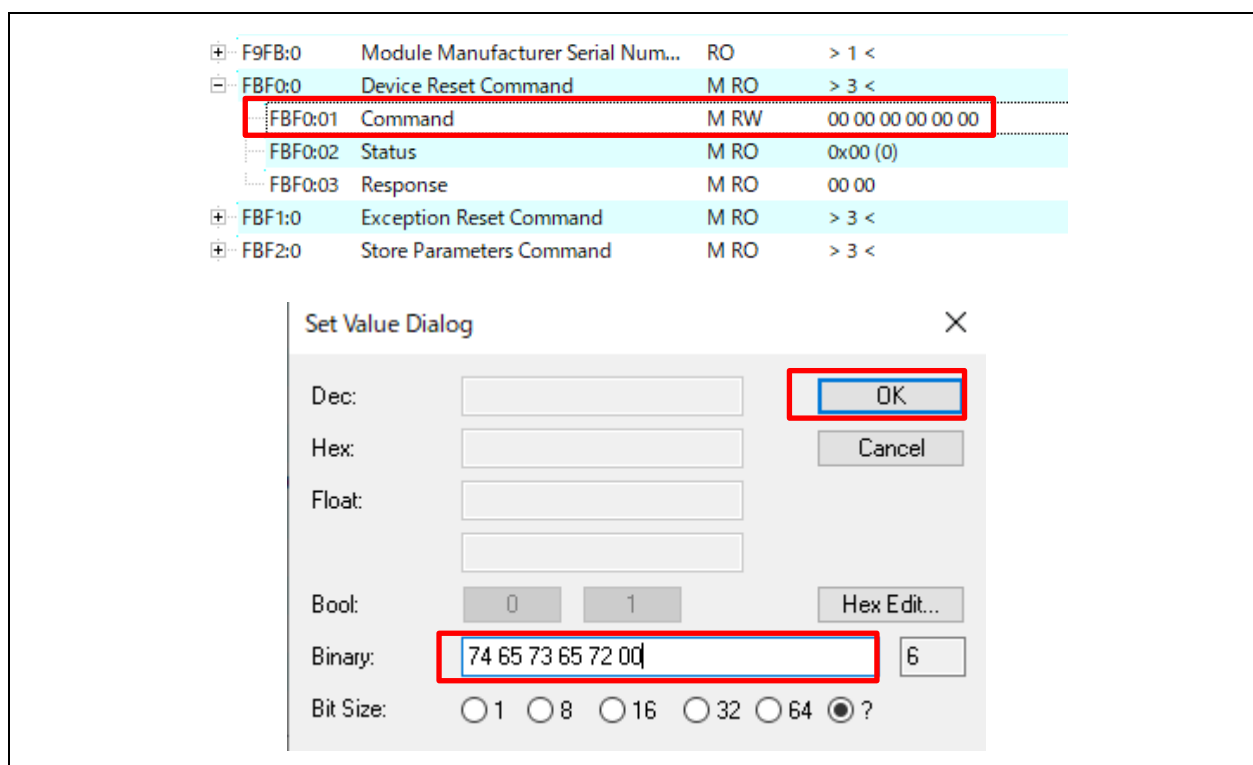 F9FB:0 Module Manufacturer Serial Num... RO > 1 <
FBF0:0 Device Reset Command M RO > 3 <
FBF0:01 Command M RW 00 00 00 00 00 00
FBF0:02 Status M RO 0x00 (0)
FBF0:03 Response M RO 00 00
FBF1:0 Exception Reset Command M RO > 3 <
FBF2:0 Store Parameters Command M RO > 3 <
Set Value Dialog
Dec: OK
Hex: Cancel
Float:
Bool: 0 1 Hex Edit...
Binary: 74 65 73 65 72 00 6
Bit Size: 1 8 16 32 64 ?